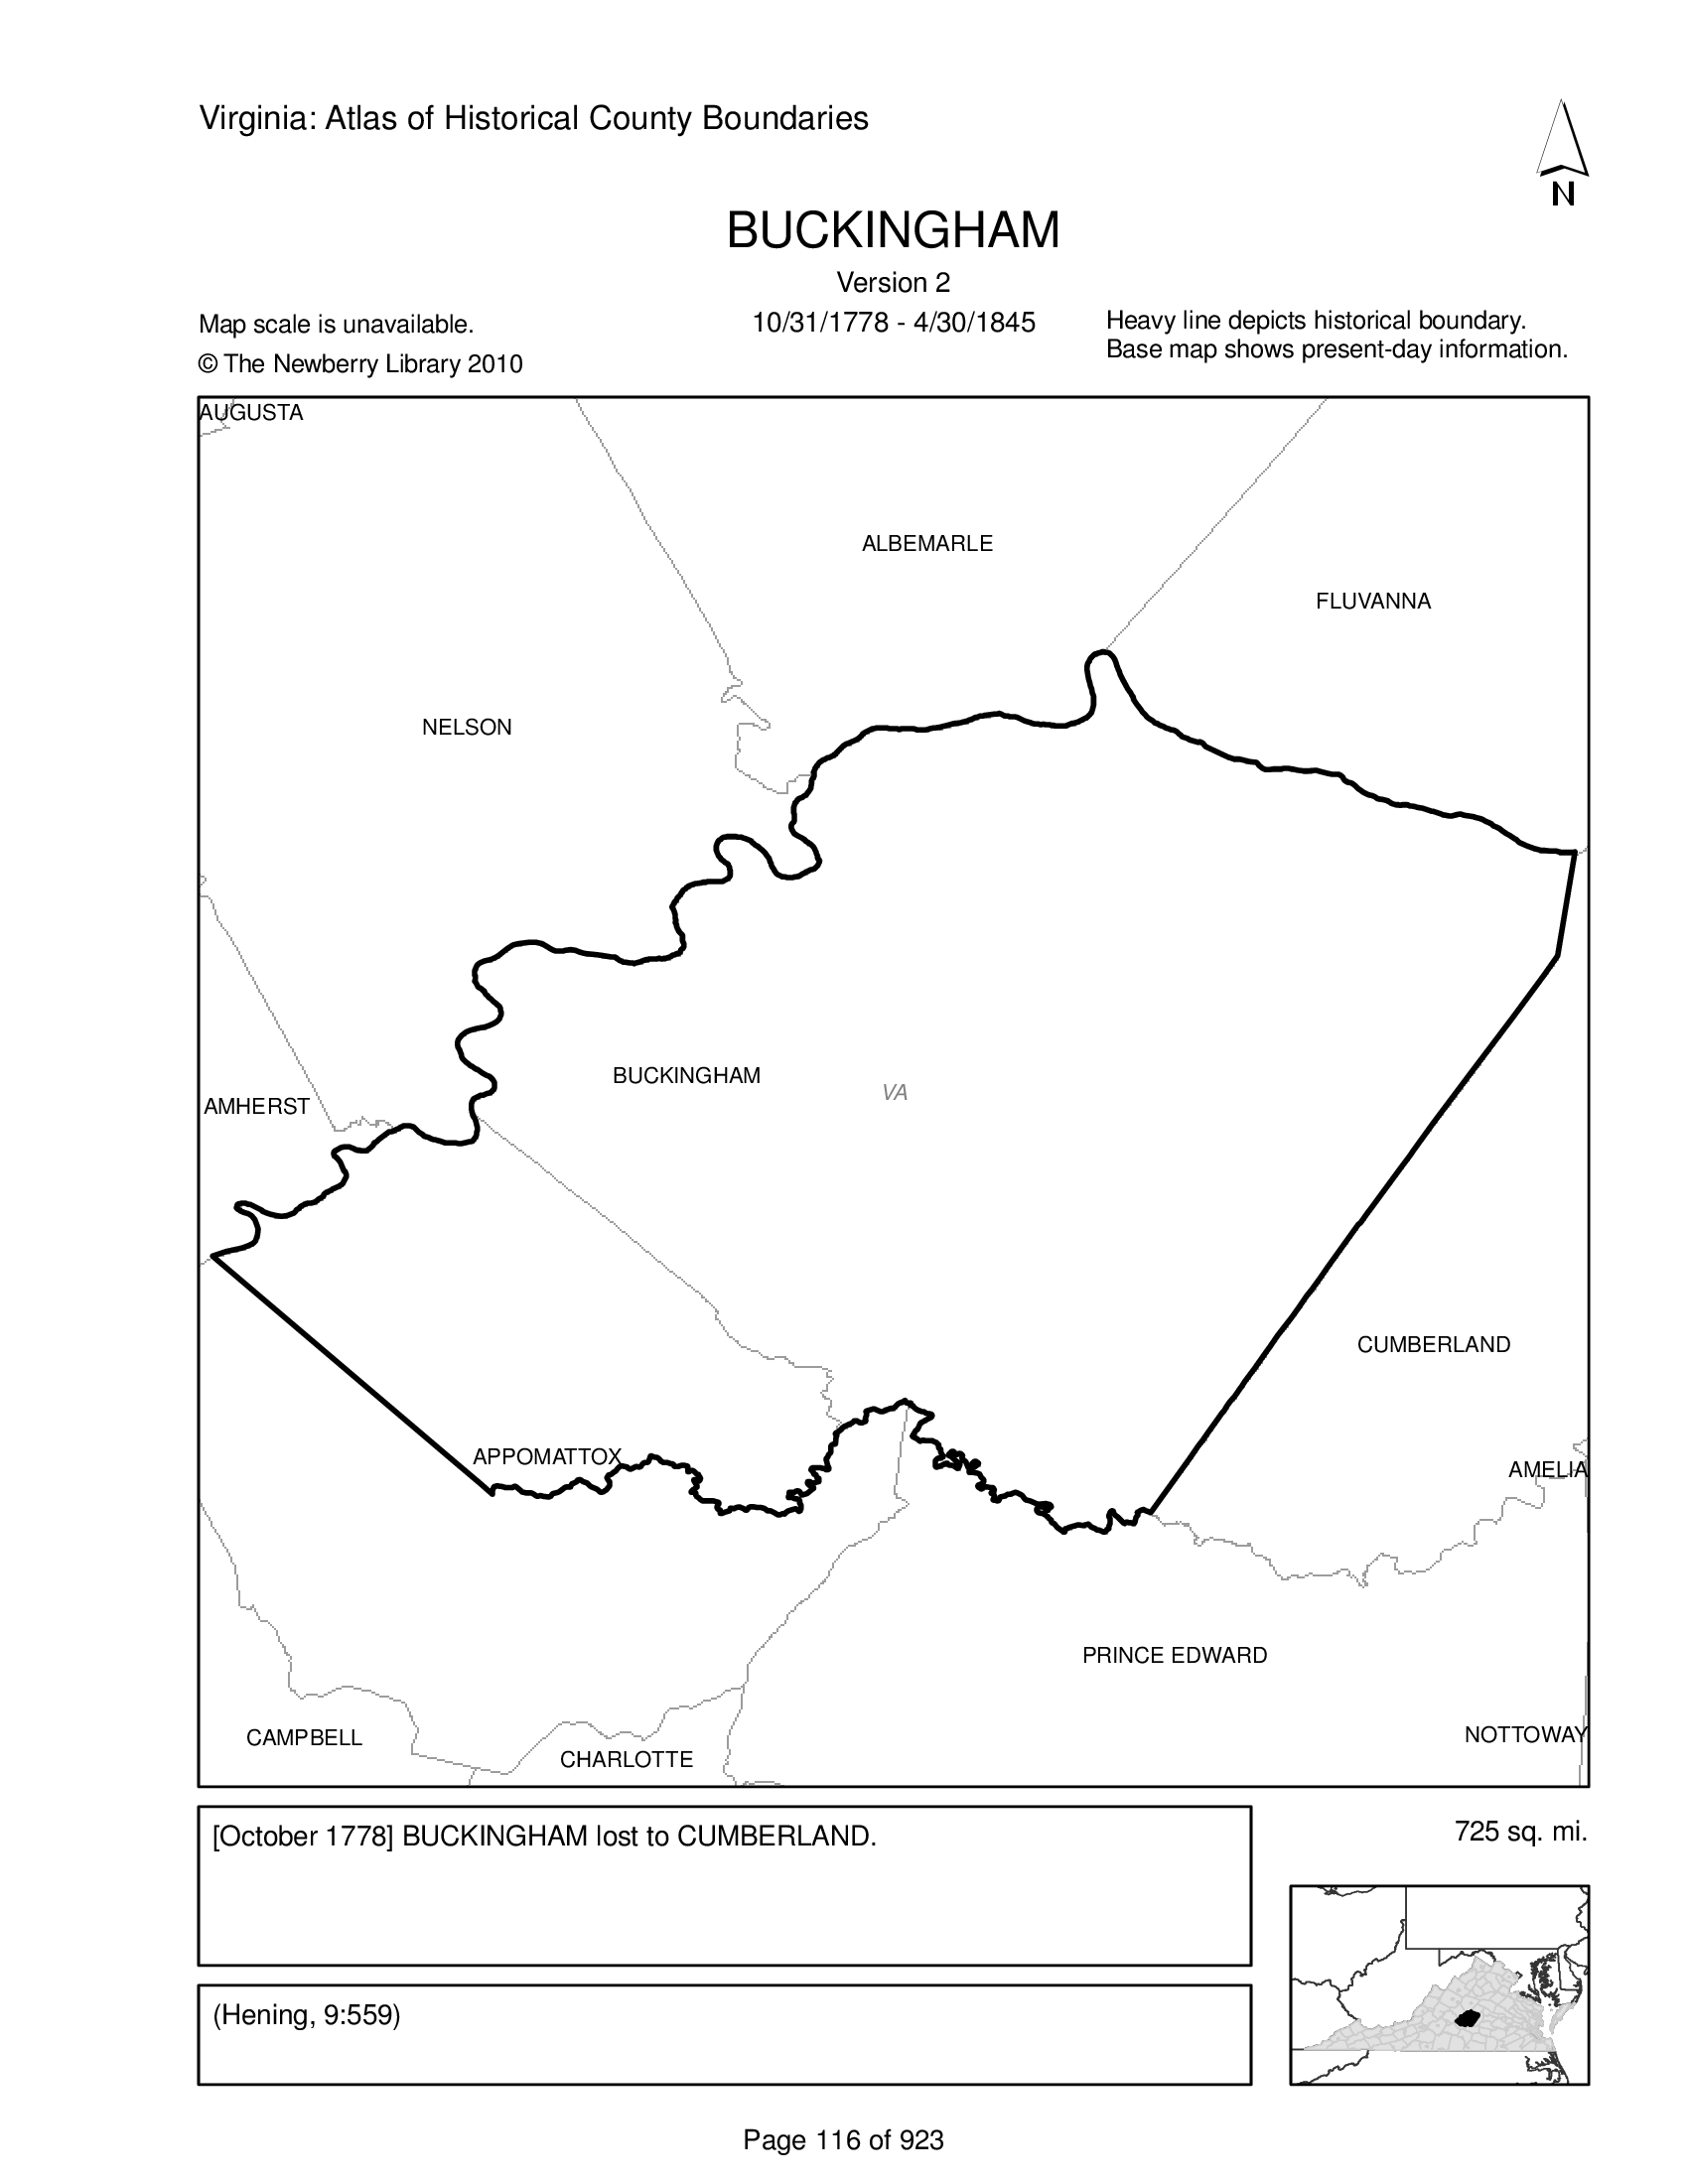 Virginia: Atlas of Historical County Boundaries
N
BUCKINGHAM
Version 2
10/31/1778 - 4/30/1845
Map scale is unavailable.
© The Newberry Library 2010
Heavy line depicts historical boundary.
Base map shows present-day information.
AUGUSTA
ALBEMARLE
FLUVANNA
NELSON
BUCKINGHAM
VA
AMHERST
CUMBERLAND
APPOMATTOX
AMELIA
PRINCE EDWARD
NOTTOWAY
CAMPBELL
CHARLOTTE
[October 1778] BUCKINGHAM lost to CUMBERLAND.
725 sq. mi.
(Hening, 9:559)
Page 116 of 923